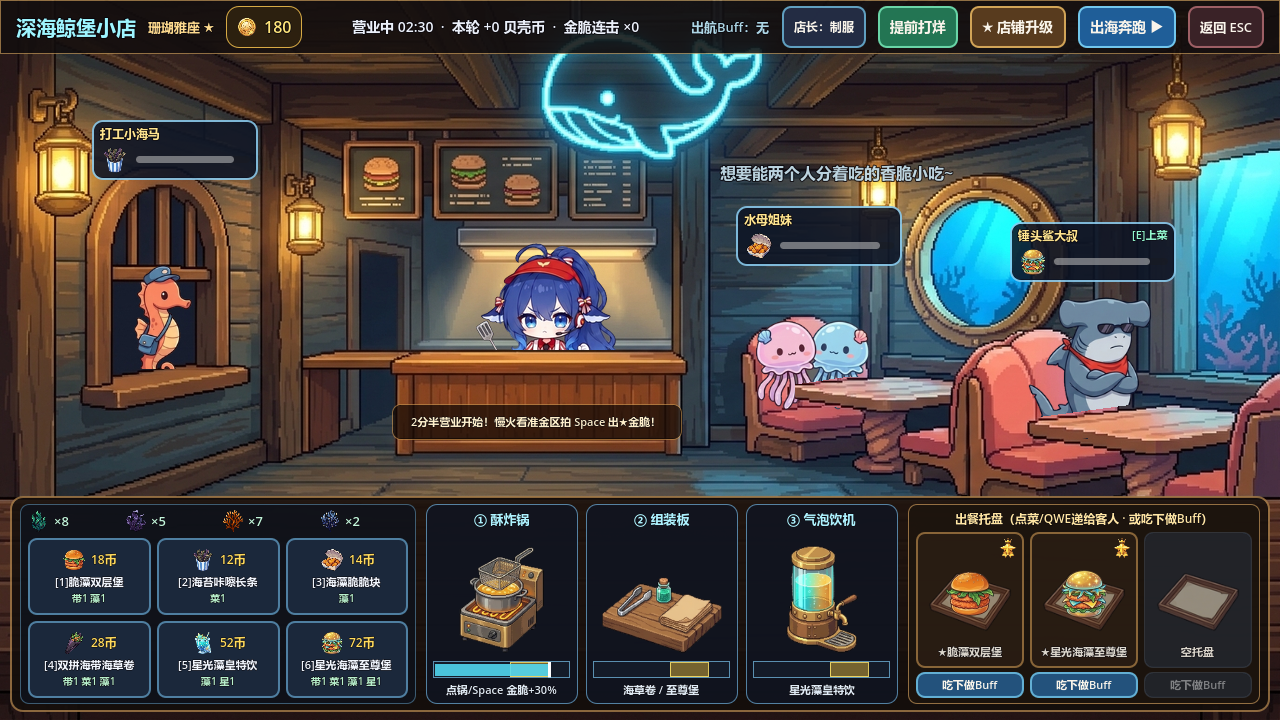 深海鲸堡小店
珊瑚雅座 ★
180
营业中 02:30 · 本轮 +0 贝壳币 · 金脆连击 ×0
出航Buff：无
店长：制服
提前打烊
★ 店铺升级
出海奔跑 ▶
返回 ESC
打工小海马
想要能两个人分着吃的香脆小吃~
水母姐妹
锤头鲨大叔
[E]上菜
2分半营业开始！慢火看准金区拍 Space 出★金脆！
×8
×5
×7
×2
18币
[1]脆藻双层堡
带1 藻1
12币
[2]海苔咔嚓长条
菜1
14币
[3]海藻脆脆块
藻1
28币
[4]双拼海带海草卷
带1 菜1 藻1
52币
[5]星光藻皇特饮
藻1 星1
72币
[6]星光海藻至尊堡
带1 菜1 藻1 星1
① 酥炸锅
点锅/Space 金脆+30%
② 组装板
海草卷 / 至尊堡
③ 气泡饮机
星光藻皇特饮
出餐托盘（点菜/QWE递给客人 · 或吃下做Buff）
★脆藻双层堡
★星光海藻至尊堡
空托盘
吃下做Buff
吃下做Buff
吃下做Buff